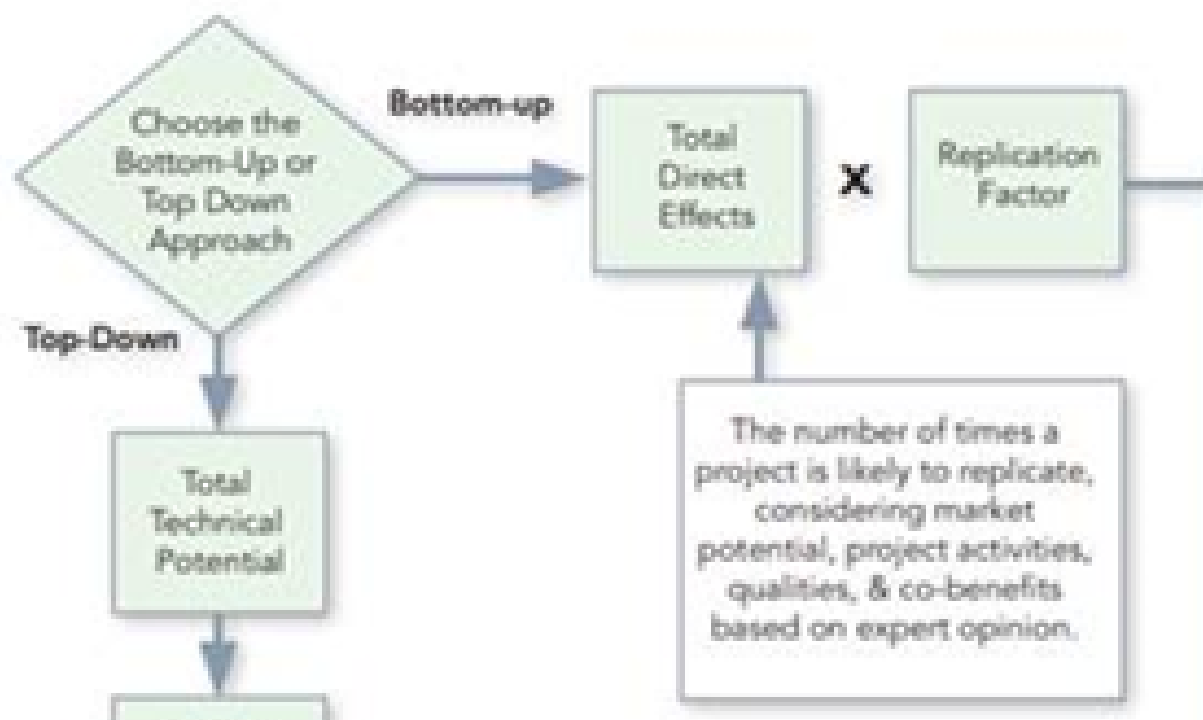 Choose the
Bottom-Up or
Top Down
Approach
Bottom-up
Total
Direct
Effects
x
Replication
Factor
Top-Down
Total
Technical
Potential
The number of times a
project is likely to replicate,
considering market
potential, project activities,
qualities, & co-benefits
based on expert opinion.